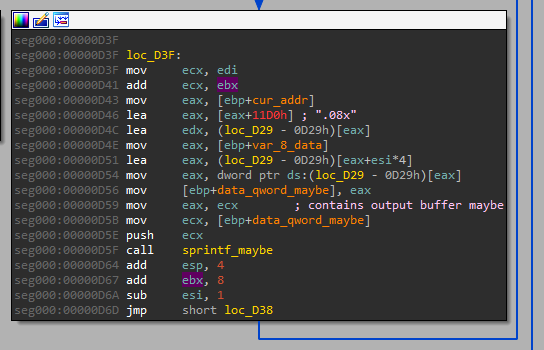 seg000:00000D3F
seg000:00000D3F loc_D3F:
seg000:00000D3F mov ecx, edi
seg000:00000D41 add ecx, ebx
seg000:00000D43 mov eax, [ebp+cur_addr]
seg000:00000D46 lea eax, [eax+11D0h] ; ".08x"
seg000:00000D4C lea edx, (loc_D29 - 0D29h)[eax]
seg000:00000D4E mov eax, [ebp+var_8_data]
seg000:00000D51 lea eax, (loc_D29 - 0D29h)[eax+esi*4]
seg000:00000D54 mov eax, dword ptr ds:(loc_D29 - 0D29h)[eax]
seg000:00000D56 mov [ebp+data_qword_maybe], eax
seg000:00000D59 mov eax, ecx ; contains output buffer maybe
seg000:00000D5B mov ecx, [ebp+data_qword_maybe]
seg000:00000D5E push ecx
seg000:00000D5F call sprintf_maybe
seg000:00000D64 add esp, 4
seg000:00000D67 add ebx, 8
seg000:00000D6A sub esi, 1
seg000:00000D6D jmp short loc_D38